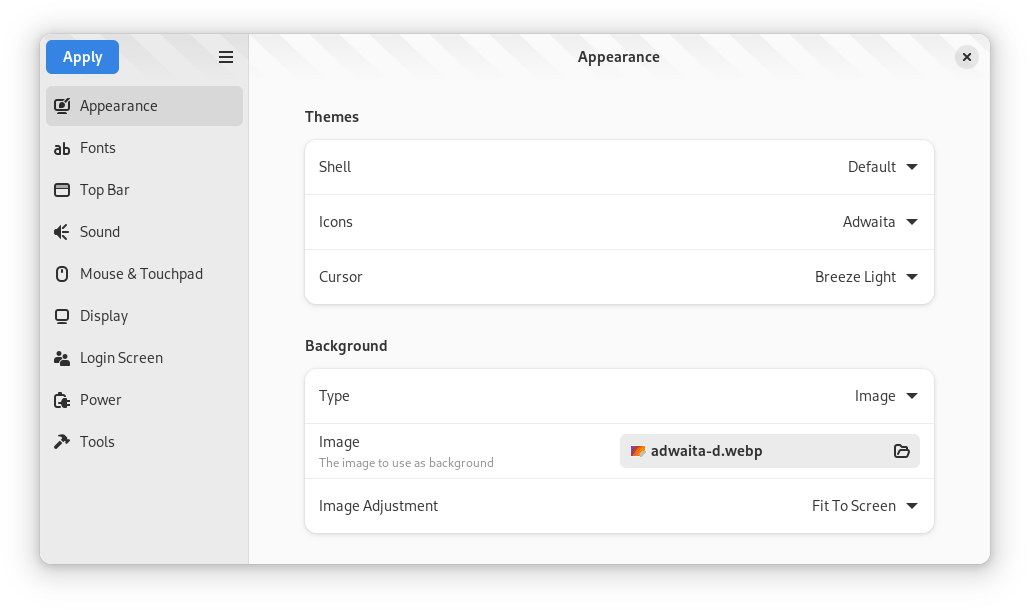 Apply
Appearance
Appearance
Fonts
Top Bar
Sound
Mouse & Touchpad
Display
Login Screen
Power
Tools
Themes
Shell Default
Icons Adwaita
Cursor Breeze Light
Background
Type Image
Image adwaita-d.webp
The image to use as background
Image Adjustment Fit To Screen